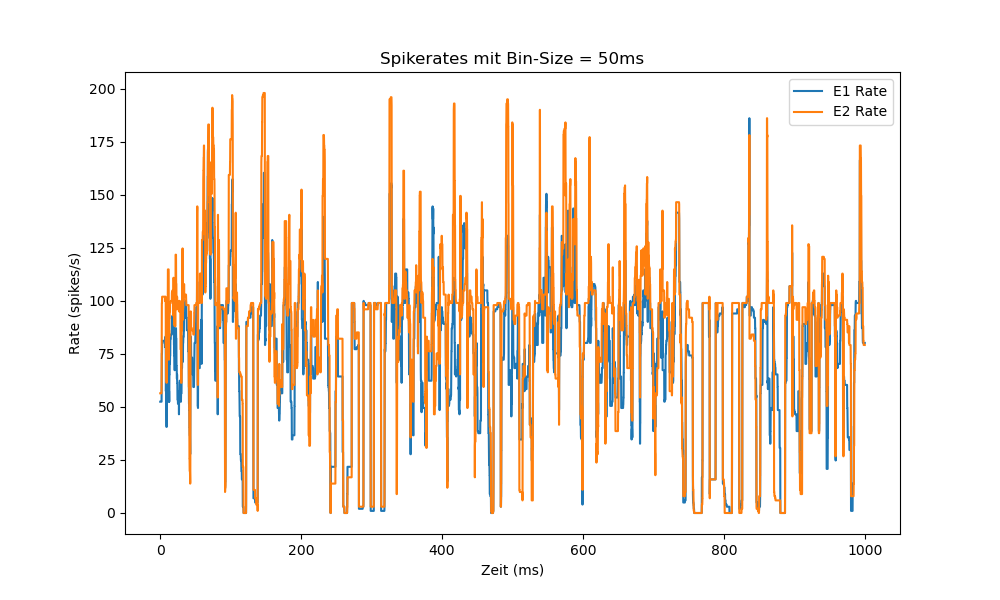 Spikerates mit Bin-Size = 50ms
E1 Rate
E2 Rate
200
175
150
125
100
75
50
25
0
Rate (spikes/s)
0 200 400 600 800 1000
Zeit (ms)